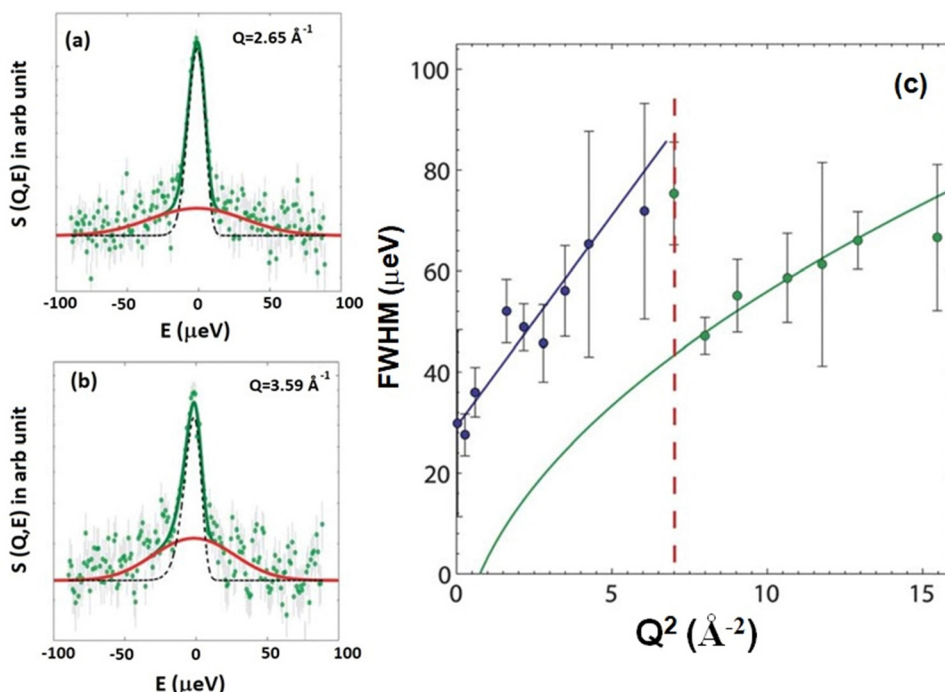 (a)
Q=2.65 Å-1
S (Q,E) in arb unit
-100 -50 0 50 100
E (µeV)
(b)
Q=3.59 Å-1
S (Q,E) in arb unit
-100 -50 0 50 100
E (µeV)
(c)
100
80
60
40
20
0
FWHM (µeV)
0 5 10 15
Q2 (Å-2)